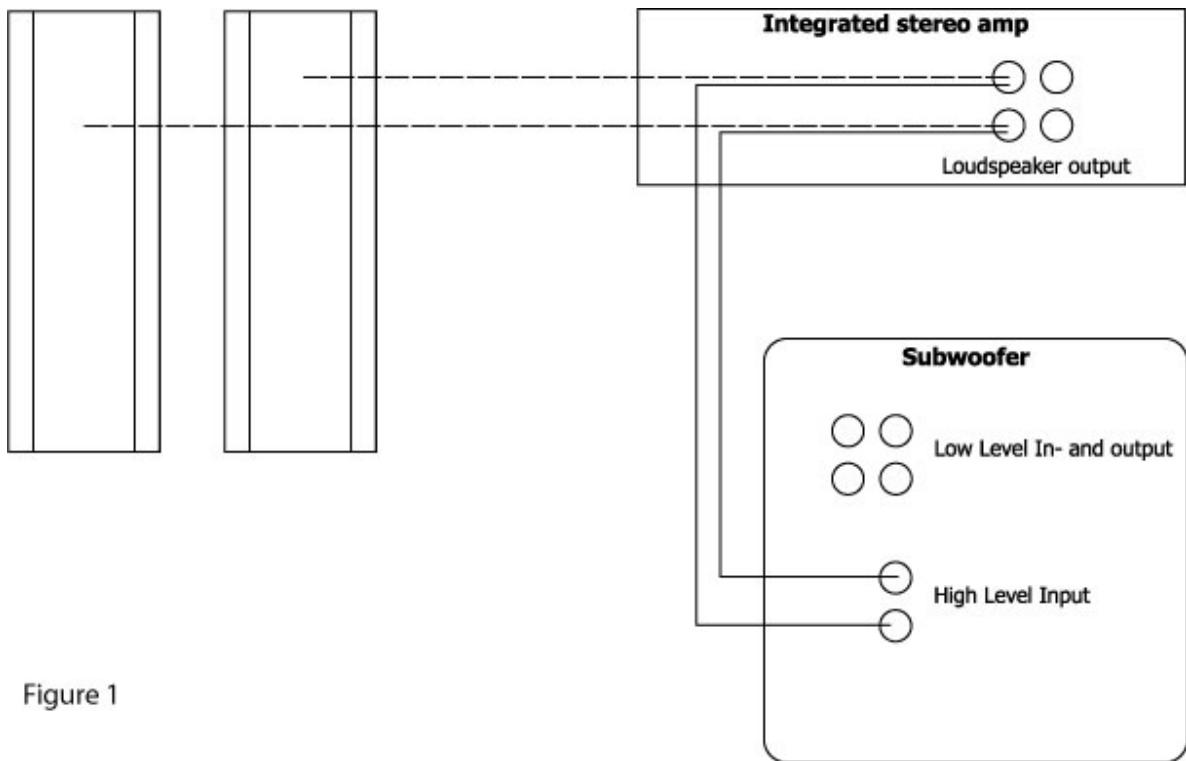 Integrated stereo amp
Loudspeaker output
Subwoofer
Low Level In- and output
High Level Input
Figure 1